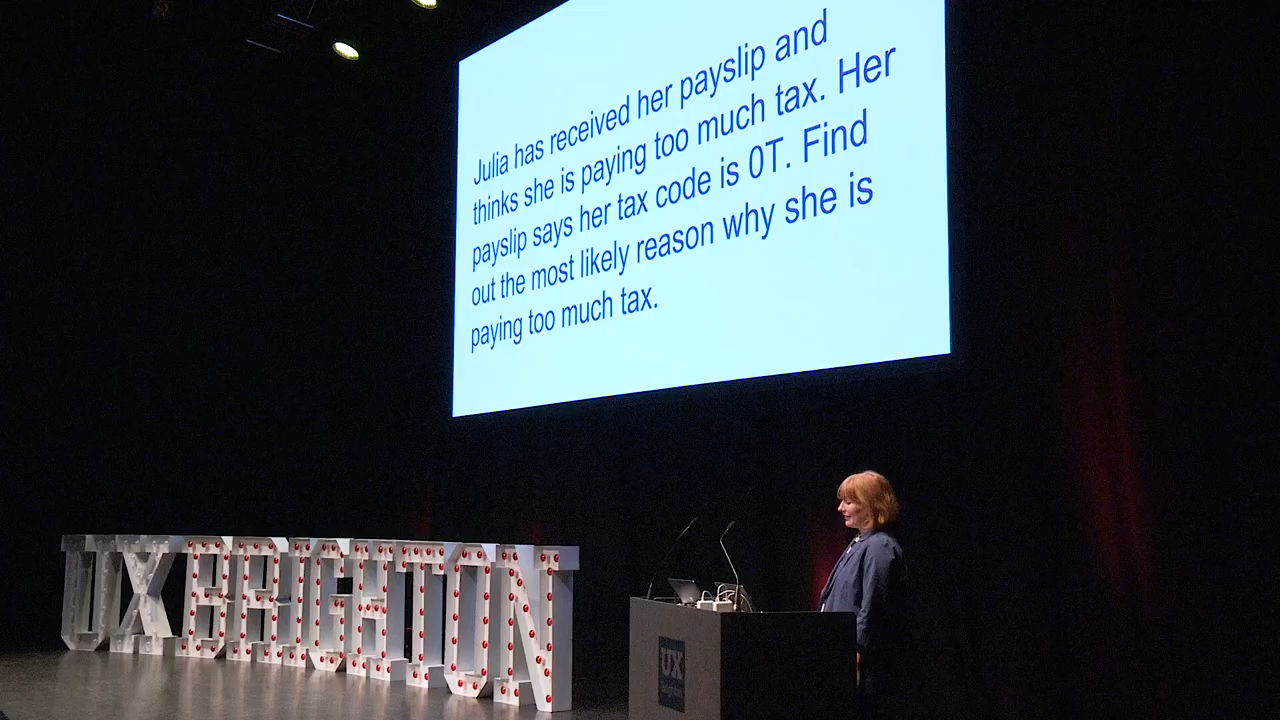 Julia has received her payslip and
thinks she is paying too much tax. Her
payslip says her tax code is 0T. Find
out the most likely reason why she is
paying too much tax.
UXBRIGHTON
UX